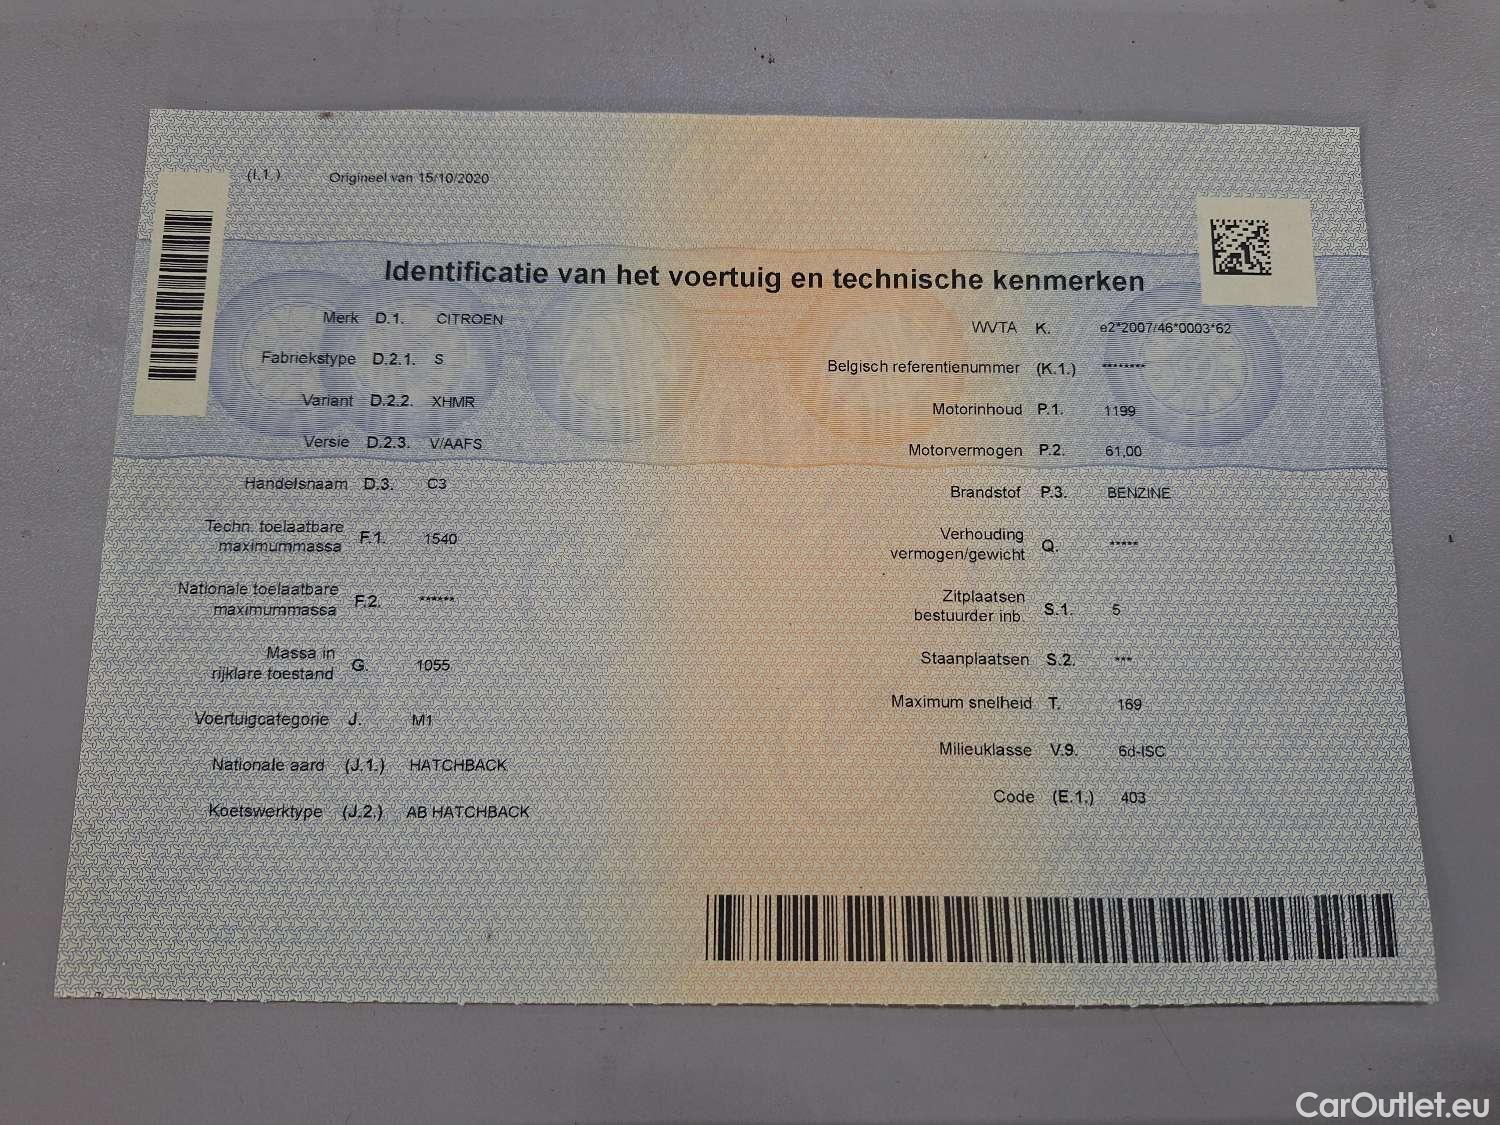 (I.1.) Origineel van 15/10/2020
Identificatie van het voertuig en technische kenmerken
Merk D.1. CITROEN
Fabriekstype D.2.1. S
Variant D.2.2. XHMR
Versie D.2.3. V/AAFS
Handelsnaam D.3. C3
Techn. toelaatbare
maximummassa F.1. 1540
Nationale toelaatbare
maximummassa F.2. ******
Massa in
rijklare toestand G. 1055
Voertuigcategorie J. M1
Nationale aard (J.1.) HATCHBACK
Koetswerktype (J.2.) AB HATCHBACK
WVTA K. e2*2007/46*0003*62
Belgisch referentienummer (K.1.) ********
Motorinhoud P.1. 1199
Motorvermogen P.2. 61,00
Brandstof P.3. BENZINE
Verhouding
vermogen/gewicht Q. *****
Zitplaatsen
bestuurder inb. S.1. 5
Staanplaatsen S.2. ***
Maximum snelheid T. 169
Milieuklasse V.9. 6d-ISC
Code (E.1.) 403
CarOutlet.eu